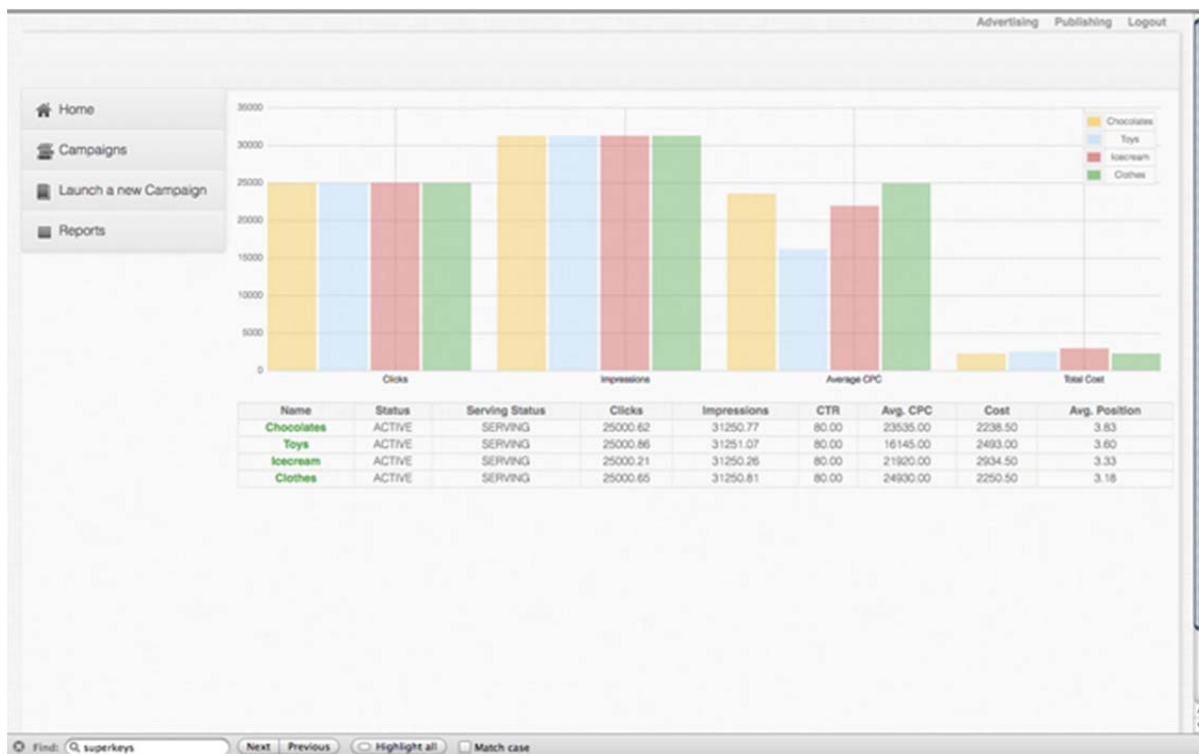 Advertising Publishing Logout
Home
Campaigns
Launch a new Campaign
Reports
35000
30000
25000
20000
15000
10000
5000
0
Chocolates
Toys
Icecream
Clothes
Clicks Impressions Average CPC Total Cost
Name Status Serving Status Clicks Impressions CTR Avg. CPC Cost Avg. Position
Chocolates ACTIVE SERVING 25000.62 31250.77 80.00 23535.00 2238.50 3.83
Toys ACTIVE SERVING 25000.86 31251.07 80.00 16145.00 2493.00 3.60
Icecream ACTIVE SERVING 25000.21 31250.26 80.00 21920.00 2934.50 3.33
Clothes ACTIVE SERVING 25000.65 31250.81 80.00 24930.00 2250.50 3.18
Find: superkeys Next Previous Highlight all Match case